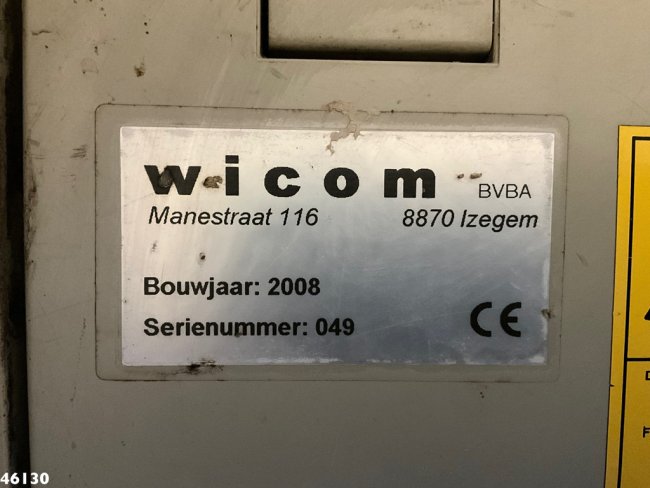 wicom BVBA
Manestraat 116 8870 Izegem
Bouwjaar: 2008
Serienummer: 049
CE
46130